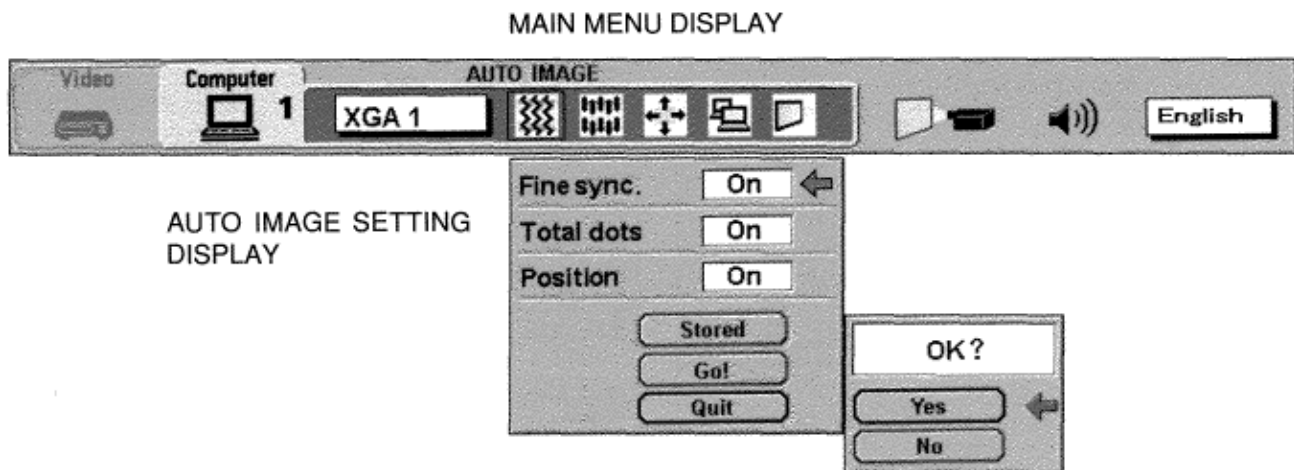 MAIN MENU DISPLAY
Video
Computer
AUTO IMAGE
1
XGA 1
English
AUTO IMAGE SETTING
DISPLAY
Fine sync. On
Total dots On
Position On
Stored
Go!
Quit
OK?
Yes
No